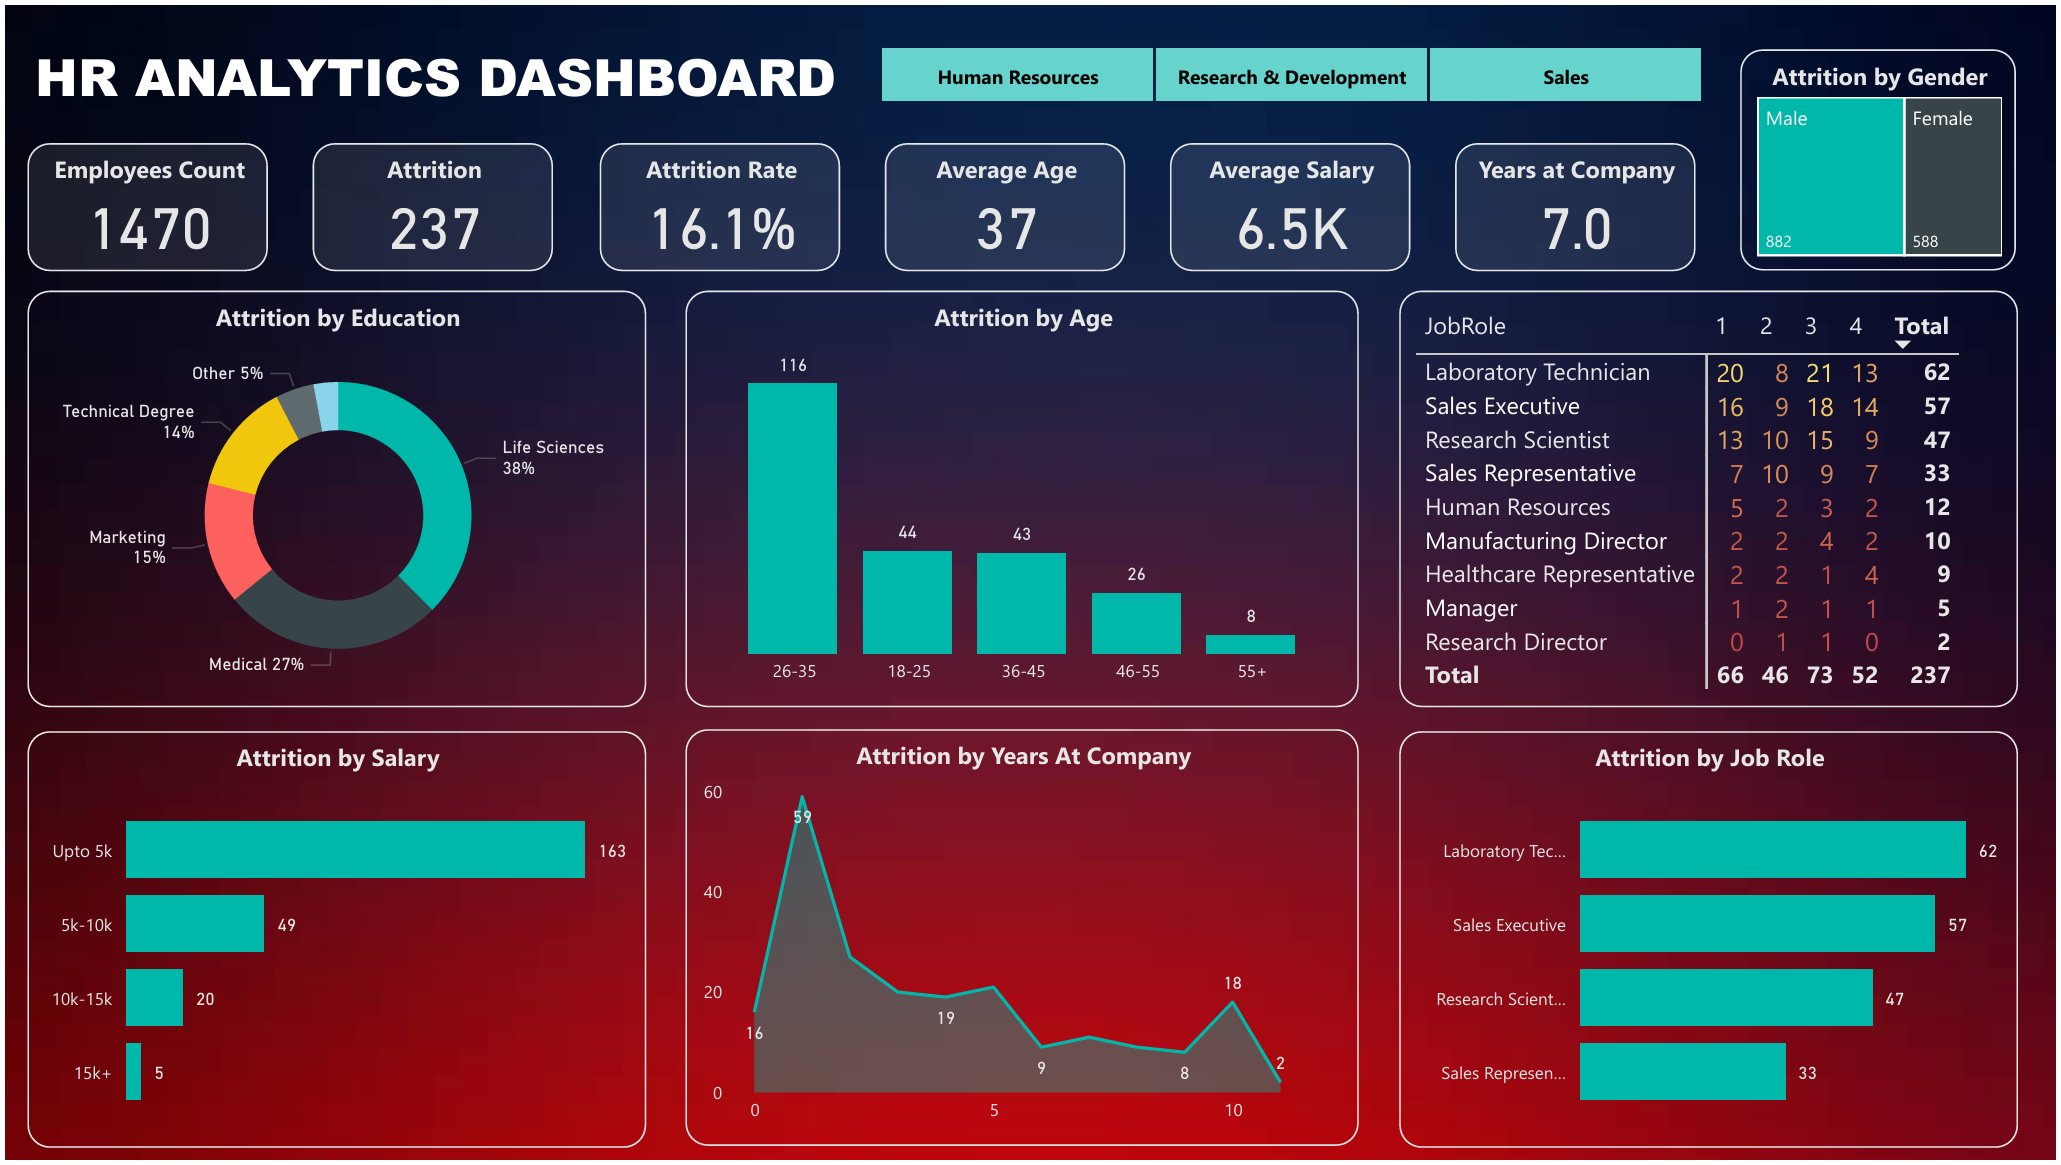 HR ANALYTICS DASHBOARD
Human Resources
Research & Development
Sales
Attrition by Gender
Male
Female
882
588
Employees Count
1470
Attrition
237
Attrition Rate
16.1%
Average Age
37
Average Salary
6.5K
Years at Company
7.0
Attrition by Education
Other 5%
Technical Degree
14%
Life Sciences
38%
Marketing
15%
Medical 27%
Attrition by Age
116
44
43
26
8
26-35
18-25
36-45
46-55
55+
JobRole 1 2 3 4 Total
Laboratory Technician 20 8 21 13 62
Sales Executive 16 9 18 14 57
Research Scientist 13 10 15 9 47
Sales Representative 7 10 9 7 33
Human Resources 5 2 3 2 12
Manufacturing Director 2 2 4 2 10
Healthcare Representative 2 2 1 4 9
Manager 1 2 1 1 5
Research Director 0 1 1 0 2
Total 66 46 73 52 237
Attrition by Salary
Upto 5k 163
5k-10k 49
10k-15k 20
15k+ 5
Attrition by Years At Company
60
40
20
0
59
16
19
9
8
18
2
0 5 10
Attrition by Job Role
Laboratory Tec... 62
Sales Executive 57
Research Scient... 47
Sales Represen... 33